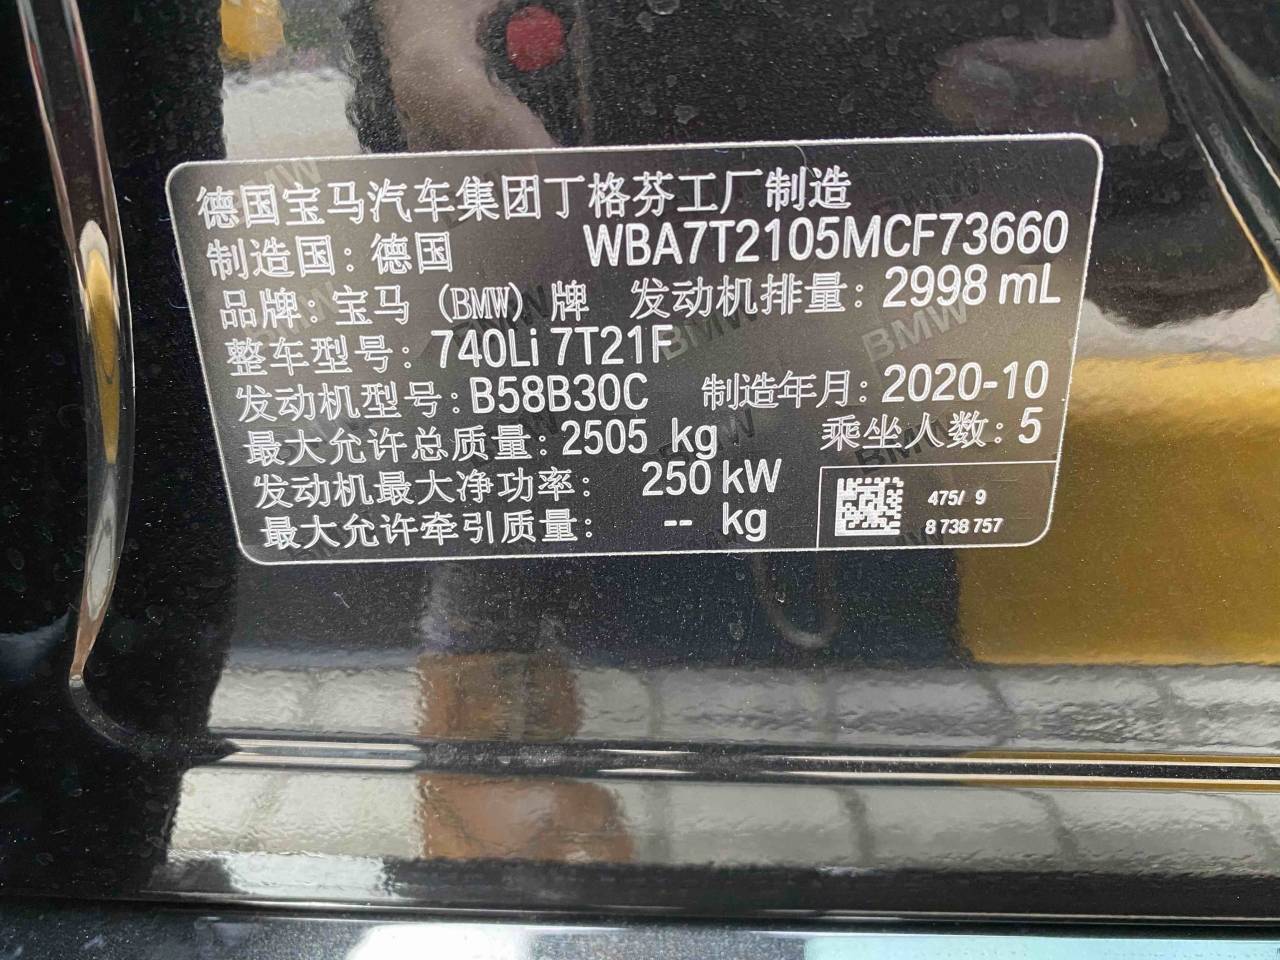 德国宝马汽车集团丁格芬工厂制造
制造国：德国 WBA7T2105MCF73660
品牌：宝马 (BMW) 牌 发动机排量：2998 mL
整车型号：740Li 7T21F
发动机型号：B58B30C 制造年月：2020-10
最大允许总质量：2505 kg 乘坐人数：5
发动机最大净功率： 250 kW
最大允许牵引质量： -- kg
475/ 9
8 738 757